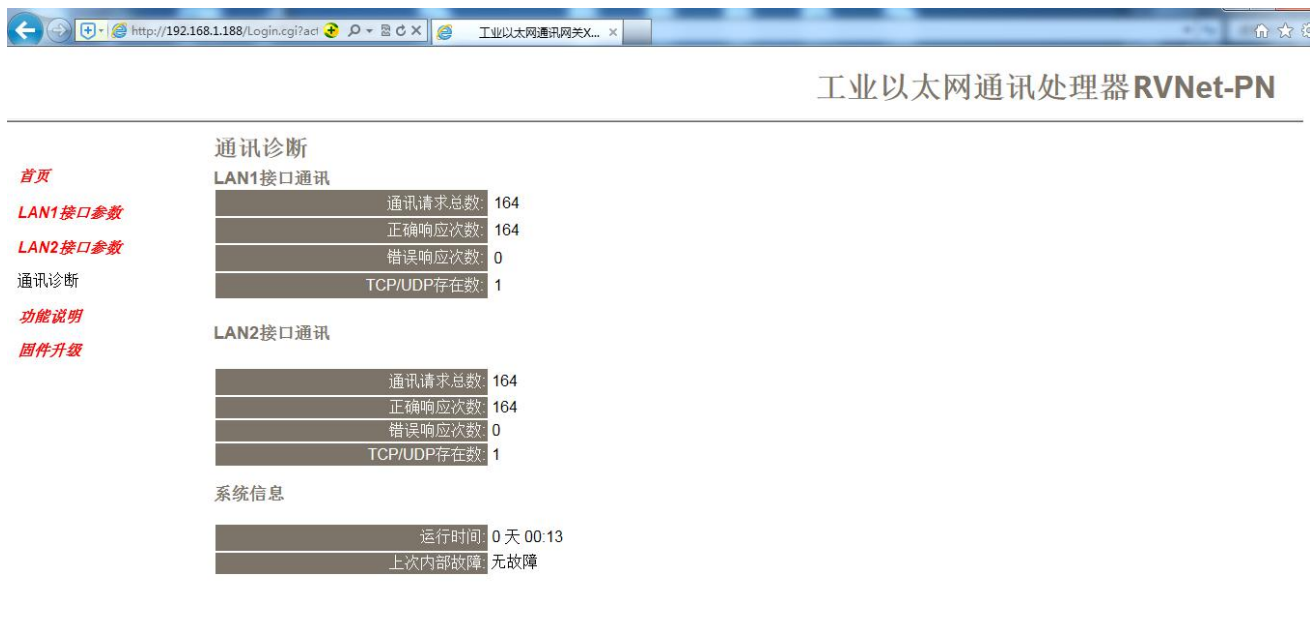 http://192.168.1.188/Login.cgi?act
工业以太网通讯网关X...
工业以太网通讯处理器RVNet-PN
首页
LAN1接口参数
LAN2接口参数
通讯诊断
功能说明
固件升级
通讯诊断
LAN1接口通讯
通讯请求总数: 164
正确响应次数: 164
错误响应次数: 0
TCP/UDP存在数: 1
LAN2接口通讯
通讯请求总数: 164
正确响应次数: 164
错误响应次数: 0
TCP/UDP存在数: 1
系统信息
运行时间: 0 天 00:13
上次内部故障: 无故障